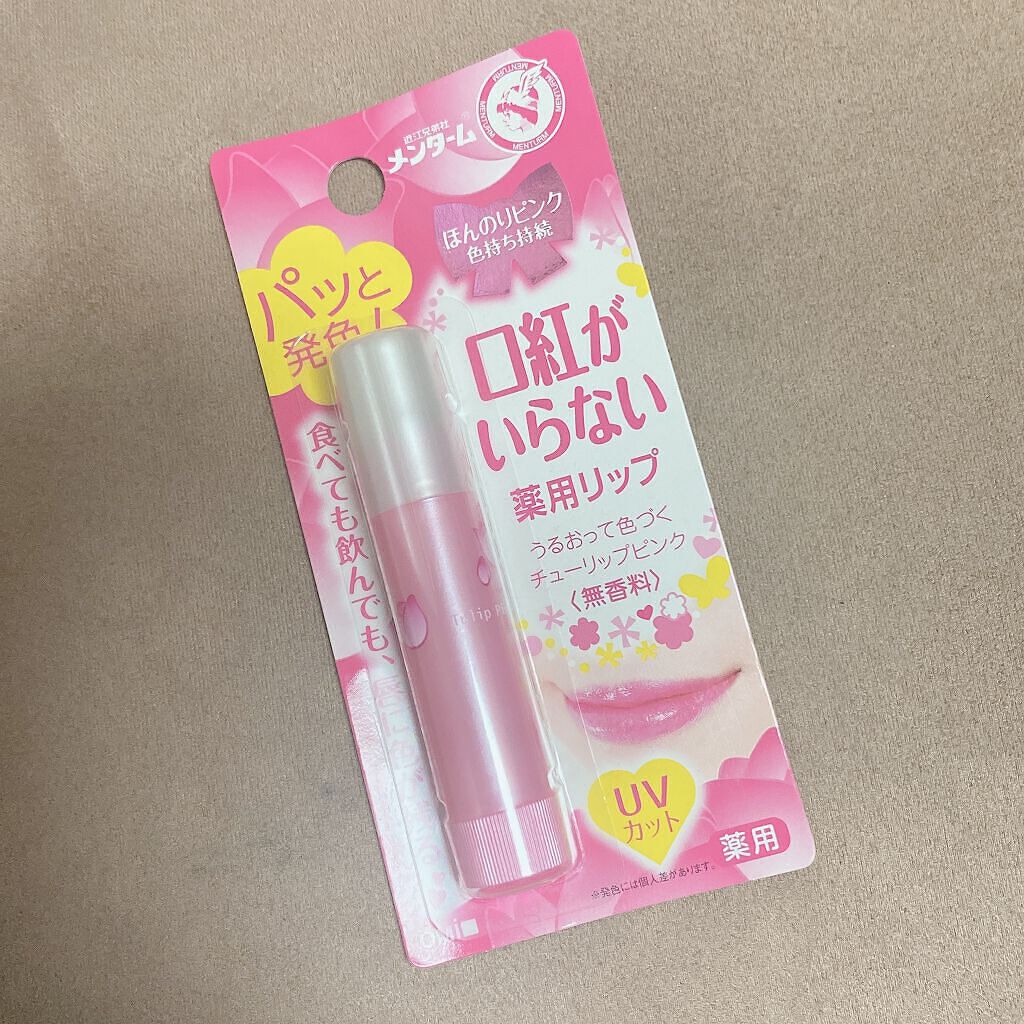 近江兄弟社
メンターム®
MENTURM
MENTURM
MENTURM
MENTURM
ほんのりピンク
色持ち持続
パッと
発色!
口紅が
いらない
薬用リップ
うるおって色づく
チューリップピンク
〈無香料〉
食べても飲んでも、
Tulip
UV
カット
薬用
※発色には個人差があります。